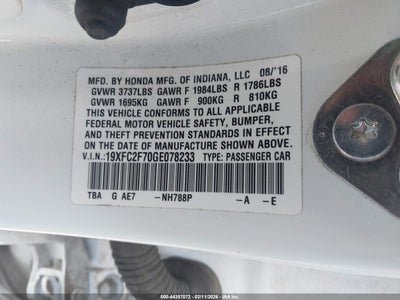 MFD. BY HONDA MFG. OF INDIANA, LLC 08/'16
GVWR 3737LBS GAWR F 1984LBS R 1786LBS
GVWR 1695KG GAWR F 900KG R 810KG
THIS VEHICLE CONFORMS TO ALL APPLICABLE
FEDERAL MOTOR VEHICLE SAFETY, BUMPER,
AND THEFT PREVENTION STANDARDS IN EFFECT
ON THE DATE OF MANUFACTURE SHOWN ABOVE.
V.I.N.: 19XFC2F70GE078233 TYPE: PASSENGER CAR
TBA G AE7 -NH788P -A -E
000-44387072 02/11/2026 IAA, Inc.